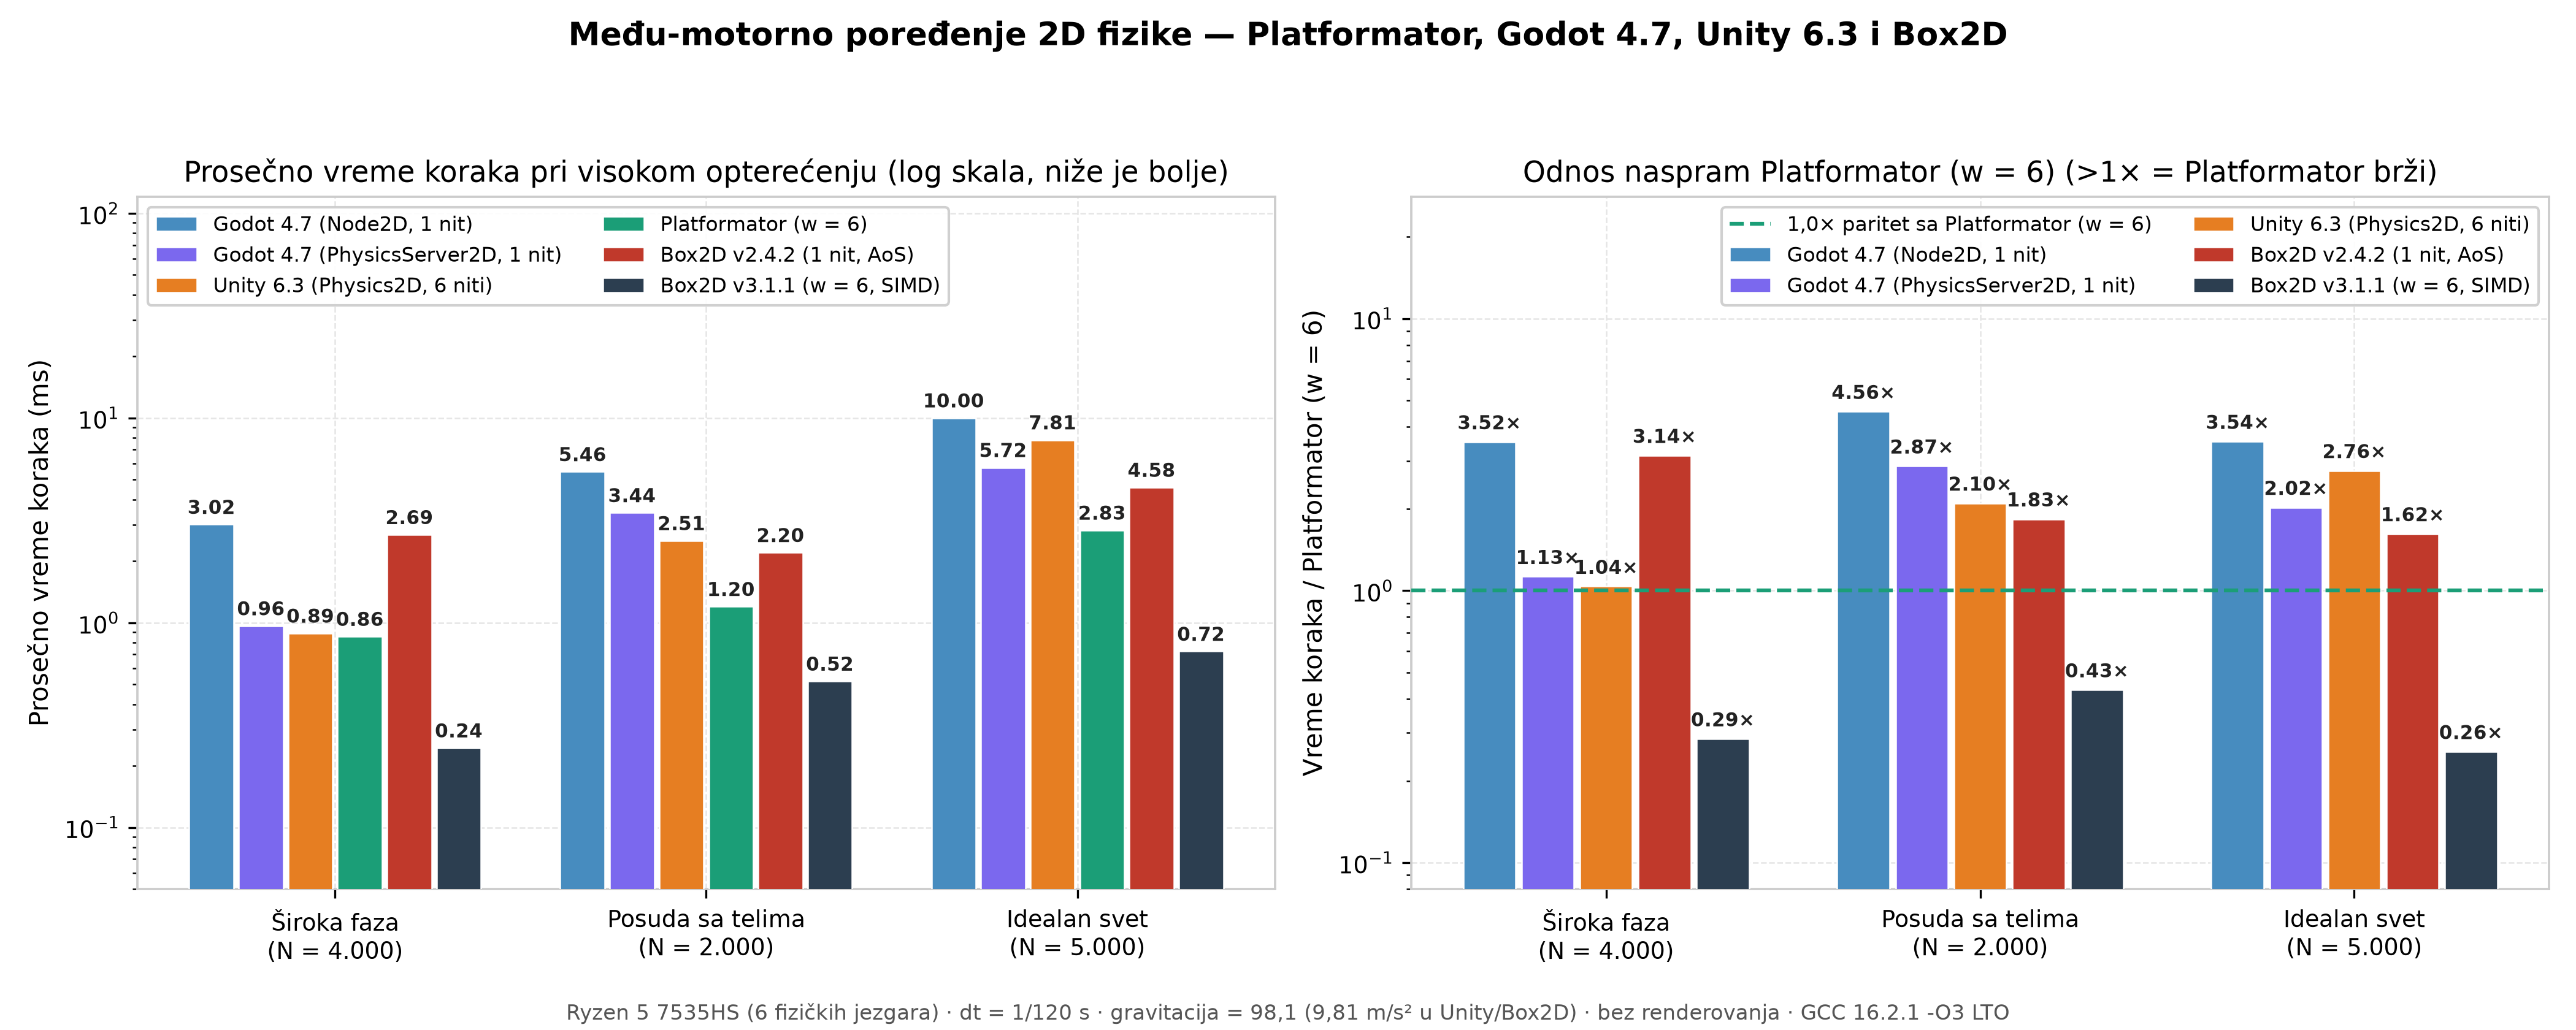 Među-motorno poređenje 2D fizike — Platformator, Godot 4.7, Unity 6.3 i Box2D
Prosečno vreme koraka pri visokom opterećenju (log skala, niže je bolje)
Prosečno vreme koraka (ms)
10²
10¹
10⁰
10⁻¹
Godot 4.7 (Node2D, 1 nit)
Godot 4.7 (PhysicsServer2D, 1 nit)
Unity 6.3 (Physics2D, 6 niti)
Platformator (w = 6)
Box2D v2.4.2 (1 nit, AoS)
Box2D v3.1.1 (w = 6, SIMD)
3.02
0.96
0.89
0.86
2.69
0.24
5.46
3.44
2.51
1.20
2.20
0.52
10.00
5.72
7.81
2.83
4.58
0.72
Široka faza
(N = 4.000)
Posuda sa telima
(N = 2.000)
Idealan svet
(N = 5.000)
Odnos naspram Platformator (w = 6) (>1× = Platformator brži)
Vreme koraka / Platformator (w = 6)
10¹
10⁰
10⁻¹
1,0× paritet sa Platformator (w = 6)
Godot 4.7 (Node2D, 1 nit)
Godot 4.7 (PhysicsServer2D, 1 nit)
Unity 6.3 (Physics2D, 6 niti)
Box2D v2.4.2 (1 nit, AoS)
Box2D v3.1.1 (w = 6, SIMD)
3.52×
1.13×
1.04×
3.14×
0.29×
4.56×
2.87×
2.10×
1.83×
0.43×
3.54×
2.02×
2.76×
1.62×
0.26×
Široka faza
(N = 4.000)
Posuda sa telima
(N = 2.000)
Idealan svet
(N = 5.000)
Ryzen 5 7535HS (6 fizičkih jezgara) · dt = 1/120 s · gravitacija = 98,1 (9,81 m/s² u Unity/Box2D) · bez renderovanja · GCC 16.2.1 -O3 LTO